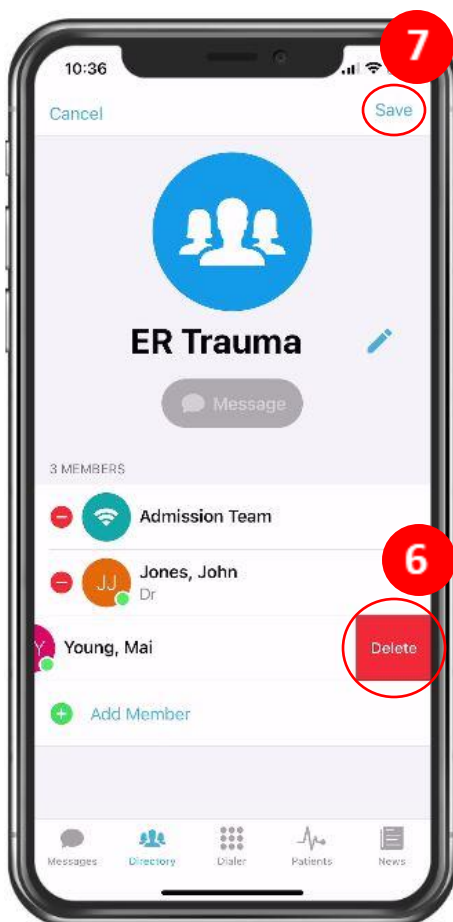 7
10:36
Cancel Save
ER Trauma
Message
3 MEMBERS
Admission Team
JJ Jones, John
Dr
6
Y Young, Mai Delete
Add Member
Messages Directory Dialer Patients News